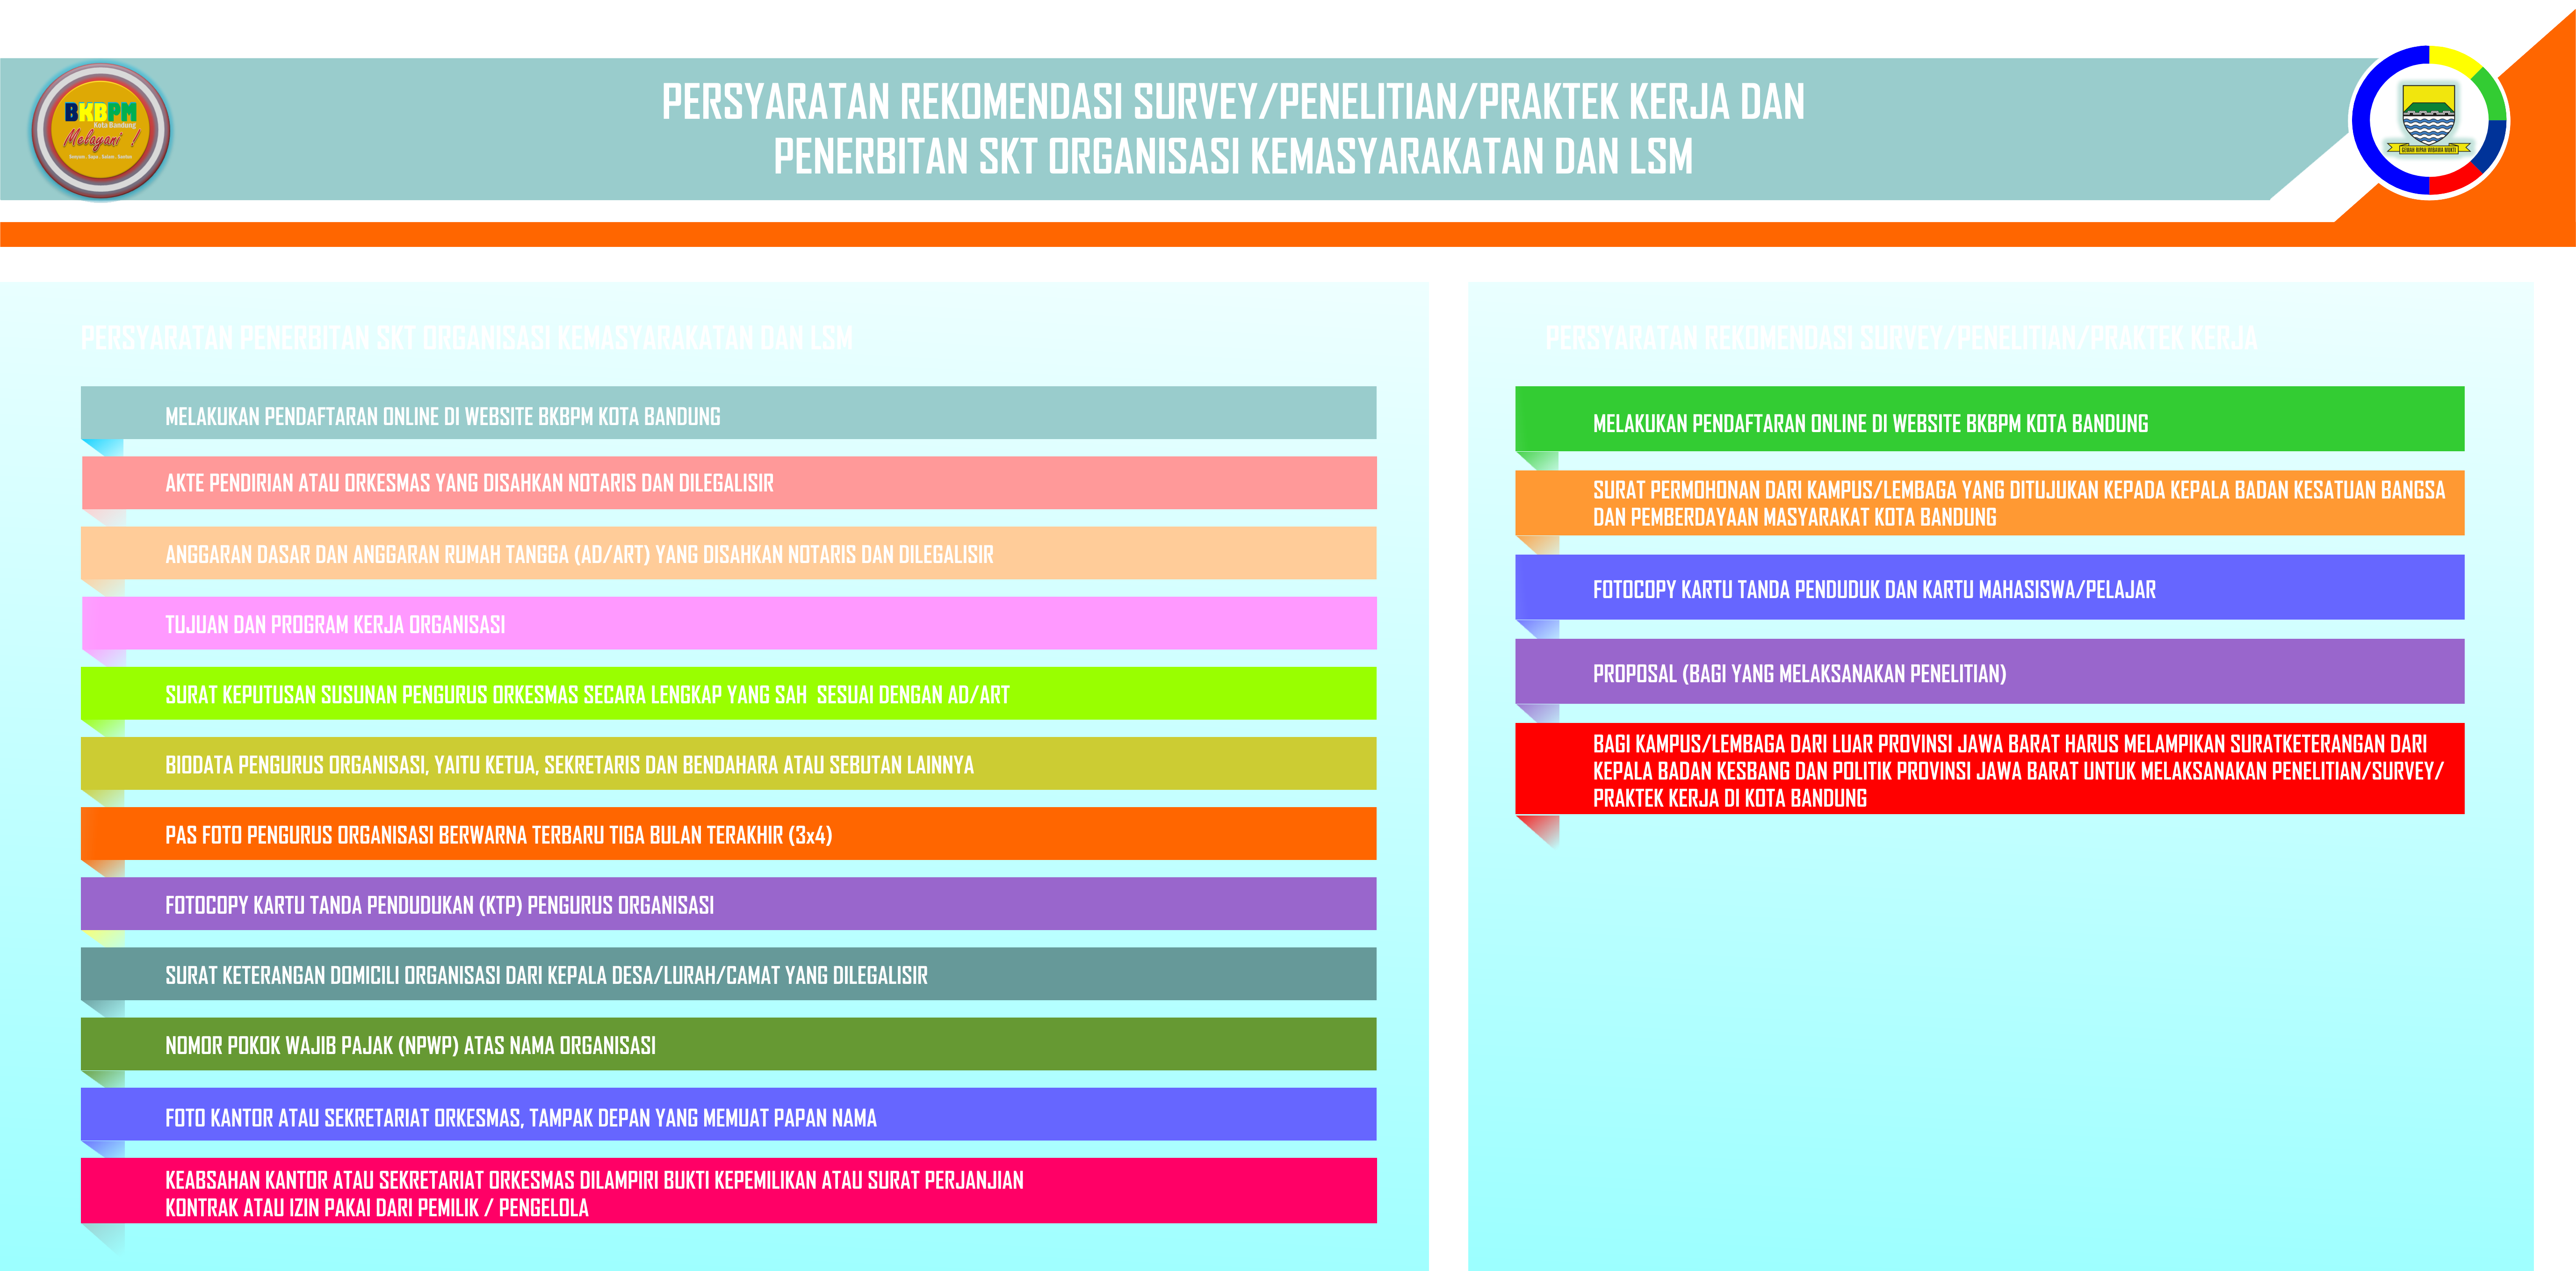 BKBPM
Kota Bandung
Melayani !
PERSYARATAN REKOMENDASI SURVEY/PENELITIAN/PRAKTEK KERJA DAN
PENERBITAN SKT ORGANISASI KEMASYARAKATAN DAN LSM
GEMAH RIPAH WIBAWA MUKTI
PERSYARATAN PENERBITAN SKT ORGANISASI KEMASYARAKATAN DAN LSM
MELAKUKAN PENDAFTARAN ONLINE DI WEBSITE BKBPM KOTA BANDUNG
AKTE PENDIRIAN ATAU ORKESMAS YANG DISAHKAN NOTARIS DAN DILEGALISIR
ANGGARAN DASAR DAN ANGGARAN RUMAH TANGGA (AD/ART) YANG DISAHKAN NOTARIS DAN DILEGALISIR
TUJUAN DAN PROGRAM KERJA ORGANISASI
SURAT KEPUTUSAN SUSUNAN PENGURUS ORKESMAS SECARA LENGKAP YANG SAH  SESUAI DENGAN AD/ART
BIODATA PENGURUS ORGANISASI, YAITU KETUA, SEKRETARIS DAN BENDAHARA ATAU SEBUTAN LAINNYA
PAS FOTO PENGURUS ORGANISASI BERWARNA TERBARU TIGA BULAN TERAKHIR (3x4)
FOTOCOPY KARTU TANDA PENDUDUKAN (KTP) PENGURUS ORGANISASI
SURAT KETERANGAN DOMICILI ORGANISASI DARI KEPALA DESA/LURAH/CAMAT YANG DILEGALISIR
NOMOR POKOK WAJIB PAJAK (NPWP) ATAS NAMA ORGANISASI
FOTO KANTOR ATAU SEKRETARIAT ORKESMAS, TAMPAK DEPAN YANG MEMUAT PAPAN NAMA
KEABSAHAN KANTOR ATAU SEKRETARIAT ORKESMAS DILAMPIRI BUKTI KEPEMILIKAN ATAU SURAT PERJANJIAN
KONTRAK ATAU IZIN PAKAI DARI PEMILIK / PENGELOLA
PERSYARATAN REKOMENDASI SURVEY/PENELITIAN/PRAKTEK KERJA
MELAKUKAN PENDAFTARAN ONLINE DI WEBSITE BKBPM KOTA BANDUNG
SURAT PERMOHONAN DARI KAMPUS/LEMBAGA YANG DITUJUKAN KEPADA KEPALA BADAN KESATUAN BANGSA
DAN PEMBERDAYAAN MASYARAKAT KOTA BANDUNG
FOTOCOPY KARTU TANDA PENDUDUK DAN KARTU MAHASISWA/PELAJAR
PROPOSAL (BAGI YANG MELAKSANAKAN PENELITIAN)
BAGI KAMPUS/LEMBAGA DARI LUAR PROVINSI JAWA BARAT HARUS MELAMPIKAN SURATKETERANGAN DARI
KEPALA BADAN KESBANG DAN POLITIK PROVINSI JAWA BARAT UNTUK MELAKSANAKAN PENELITIAN/SURVEY/
PRAKTEK KERJA DI KOTA BANDUNG